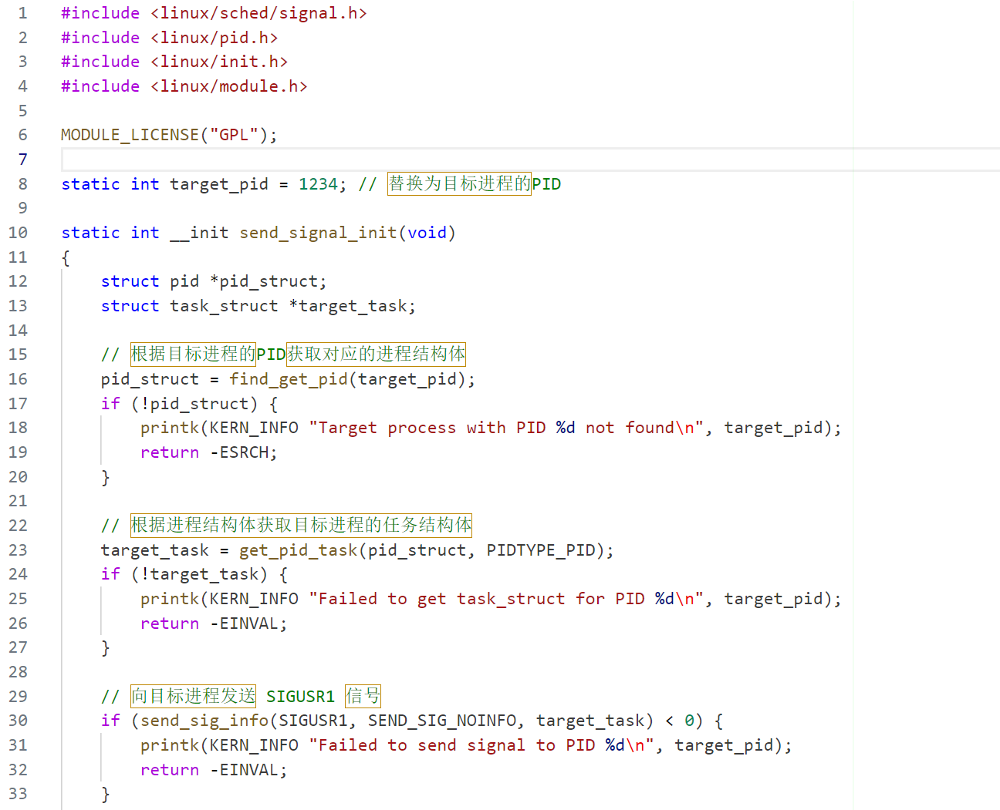 1 #include <linux/sched/signal.h>
2 #include <linux/pid.h>
3 #include <linux/init.h>
4 #include <linux/module.h>
5
6 MODULE_LICENSE("GPL");
7
8 static int target_pid = 1234; // 替换为目标进程的PID
9
10 static int __init send_signal_init(void)
11 {
12     struct pid *pid_struct;
13     struct task_struct *target_task;
14
15     // 根据目标进程的PID获取对应的进程结构体
16     pid_struct = find_get_pid(target_pid);
17     if (!pid_struct) {
18         printk(KERN_INFO "Target process with PID %d not found\n", target_pid);
19         return -ESRCH;
20     }
21
22     // 根据进程结构体获取目标进程的任务结构体
23     target_task = get_pid_task(pid_struct, PIDTYPE_PID);
24     if (!target_task) {
25         printk(KERN_INFO "Failed to get task_struct for PID %d\n", target_pid);
26         return -EINVAL;
27     }
28
29     // 向目标进程发送 SIGUSR1 信号
30     if (send_sig_info(SIGUSR1, SEND_SIG_NOINFO, target_task) < 0) {
31         printk(KERN_INFO "Failed to send signal to PID %d\n", target_pid);
32         return -EINVAL;
33     }